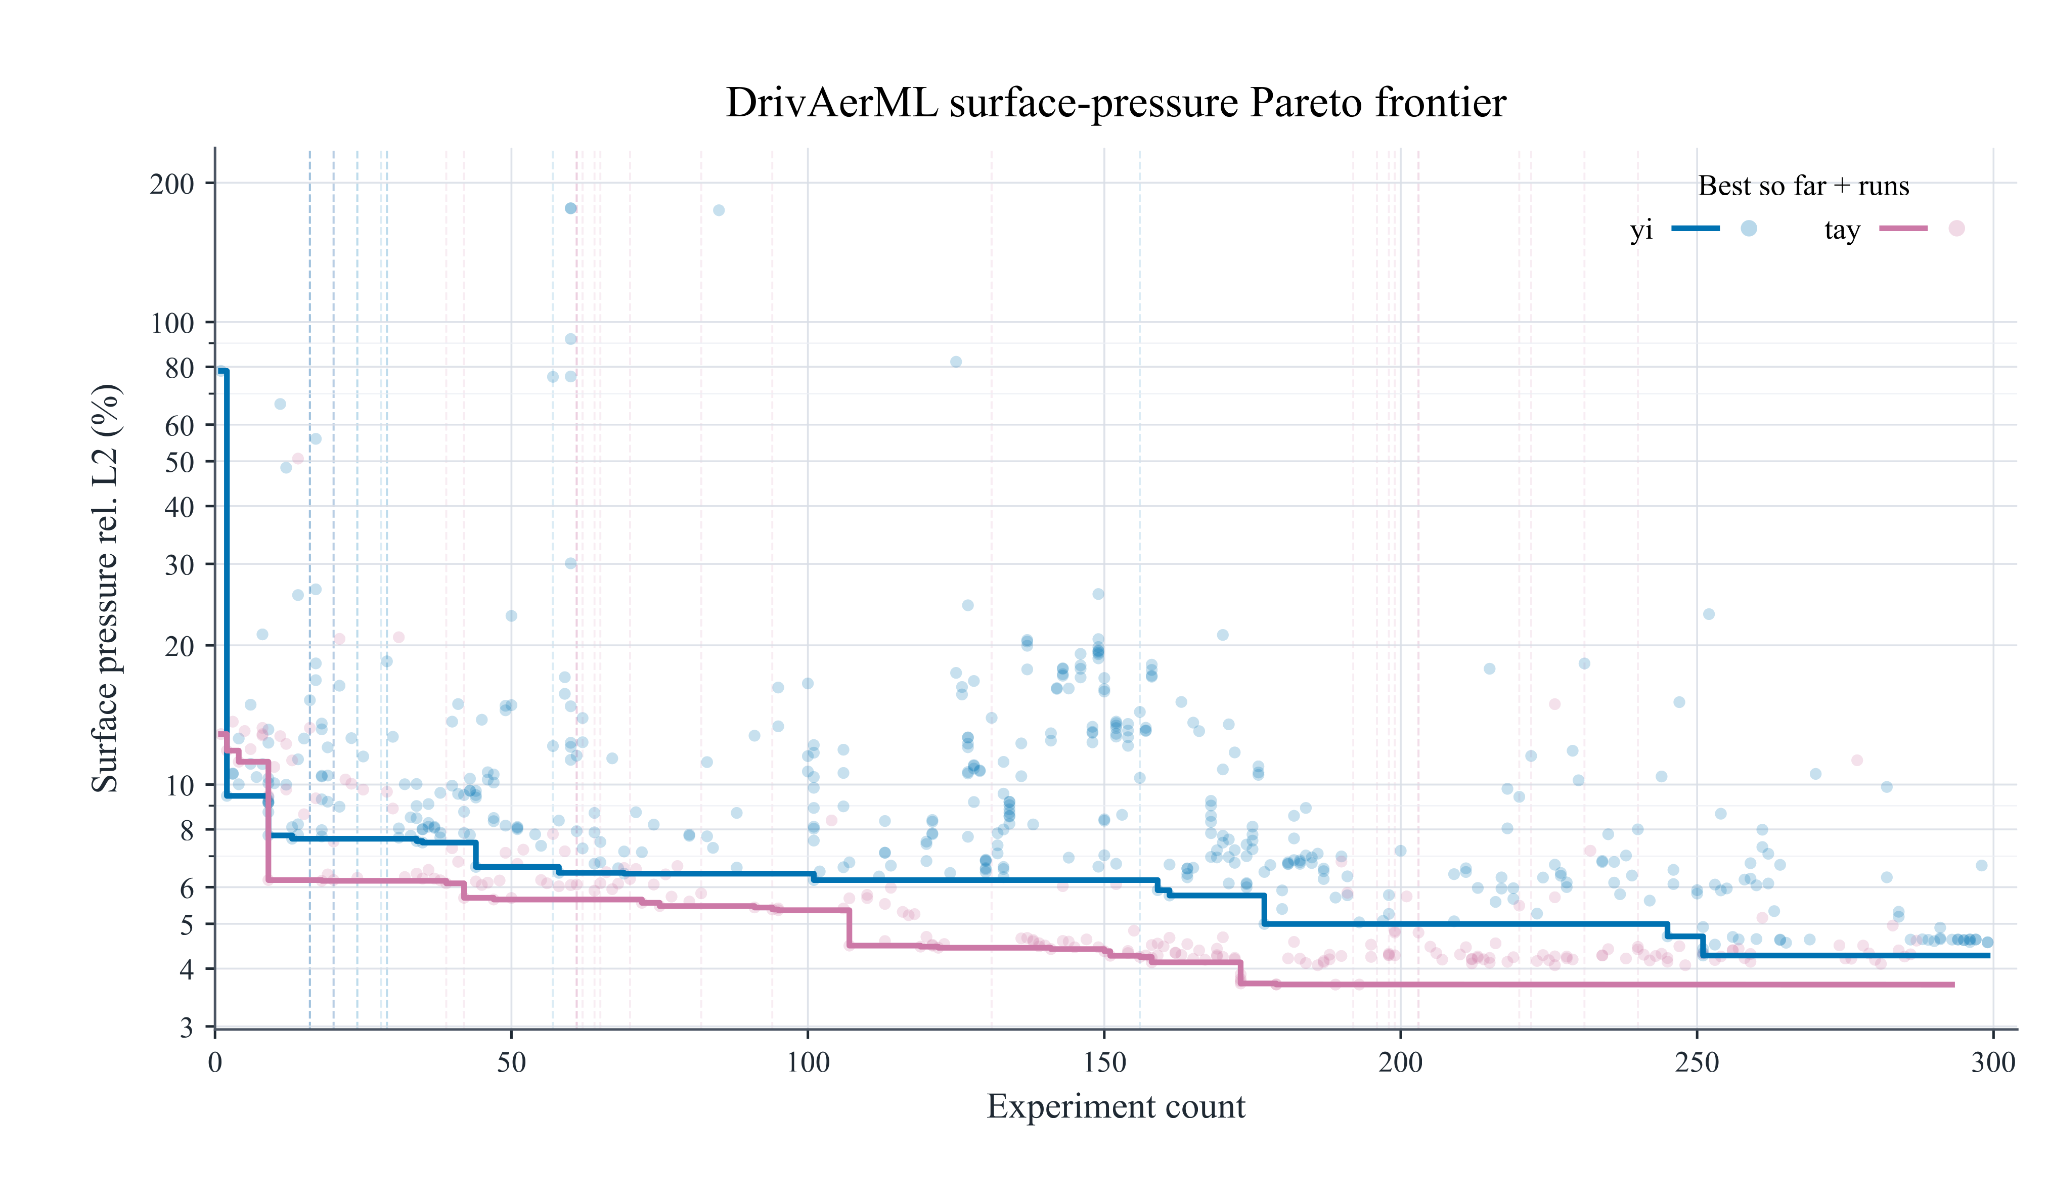 DrivAerML surface-pressure Pareto frontier
Best so far + runs
yi
tay
Surface pressure rel. L2 (%)
200
100
80
60
50
40
30
20
10
8
6
5
4
3
0 50 100 150 200 250 300
Experiment count